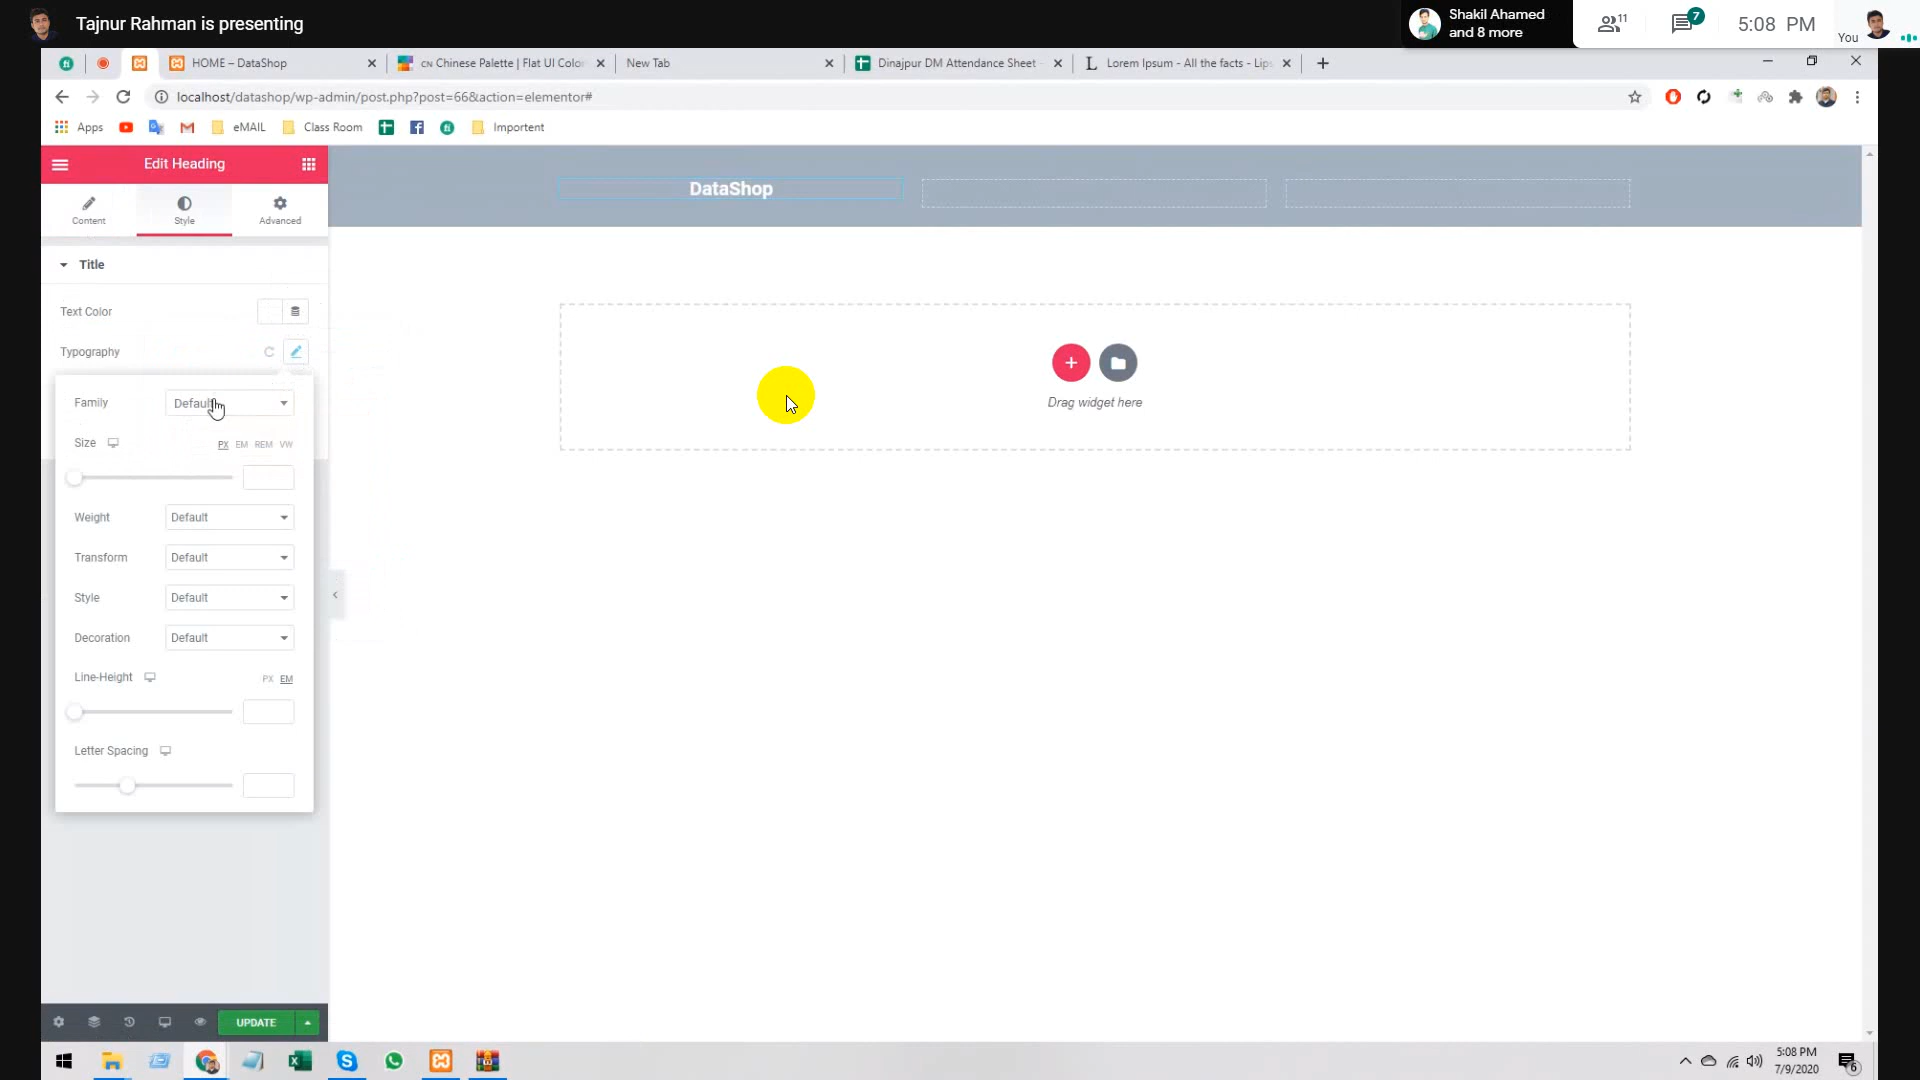 Tajnur Rahman is presenting
Shakil Ahamed
and 8 more
11
7
5:08 PM
You
HOME – DataShop
CN Chinese Palette | Flat UI Color
New Tab
Dinajpur DM Attendance Sheet
Lorem Ipsum - All the facts - Lips
localhost/datashop/wp-admin/post.php?post=66&action=elementor#
Apps
eMAIL
Class Room
Importent
Edit Heading
Content
Style
Advanced
DataShop
Title
Text Color
Typography
Family
Default
Size
PX EM REM VW
Weight
Default
Transform
Default
Style
Default
Decoration
Default
Line-Height
PX EM
Letter Spacing
Drag widget here
UPDATE
5:08 PM
7/9/2020
6